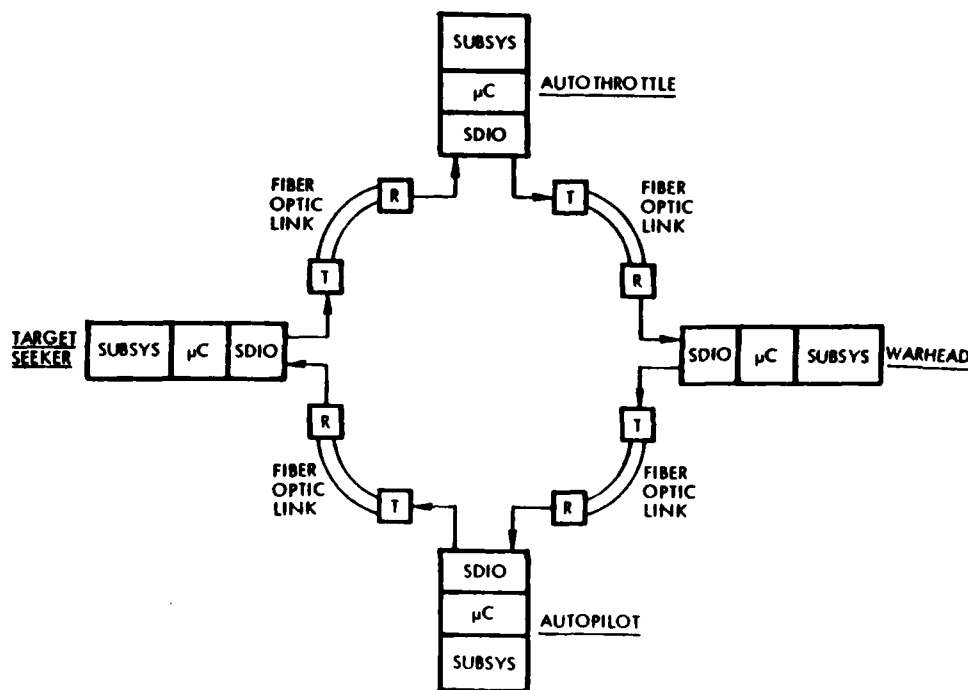 SUBSYS
µC
SDIO
AUTOTHROTTLE
FIBER
OPTIC
LINK
R
T
T
R
FIBER
OPTIC
LINK
TARGET
SEEKER
SUBSYS
µC
SDIO
SDIO
µC
SUBSYS
WARHEAD
R
T
FIBER
OPTIC
LINK
T
R
FIBER
OPTIC
LINK
SDIO
µC
SUBSYS
AUTOPILOT